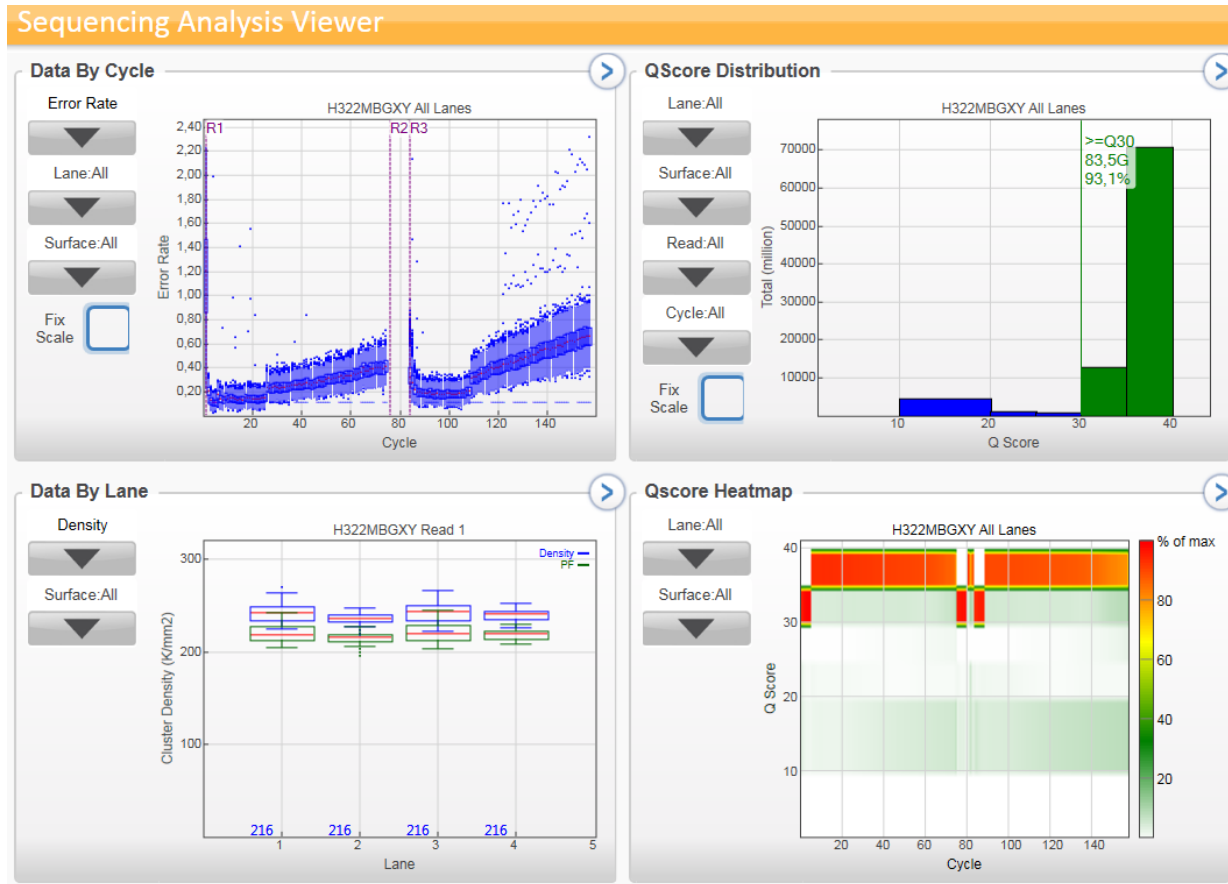 Sequencing Analysis Viewer
Data By Cycle
Error Rate
Lane:All
Surface:All
Fix
Scale
H322MBGXY All Lanes
R1
R2
R3
2,40
2,20
2,00
1,80
1,60
1,40
1,20
1,00
0,80
0,60
0,40
0,20
Error Rate
20
40
60
80
100
120
140
Cycle
QScore Distribution
Lane:All
Surface:All
Read:All
Cycle:All
Fix
Scale
H322MBGXY All Lanes
>=Q30
83,5G
93,1%
70000
60000
50000
40000
30000
20000
10000
Total (million)
10
20
30
40
Q Score
Data By Lane
Density
Surface:All
H322MBGXY Read 1
Density
PF
300
200
100
Cluster Density (K/mm2)
216
216
216
216
1
2
3
4
5
Lane
Qscore Heatmap
Lane:All
Surface:All
H322MBGXY All Lanes
% of max
80
60
40
20
40
30
20
10
Q Score
20
40
60
80
100
120
140
Cycle